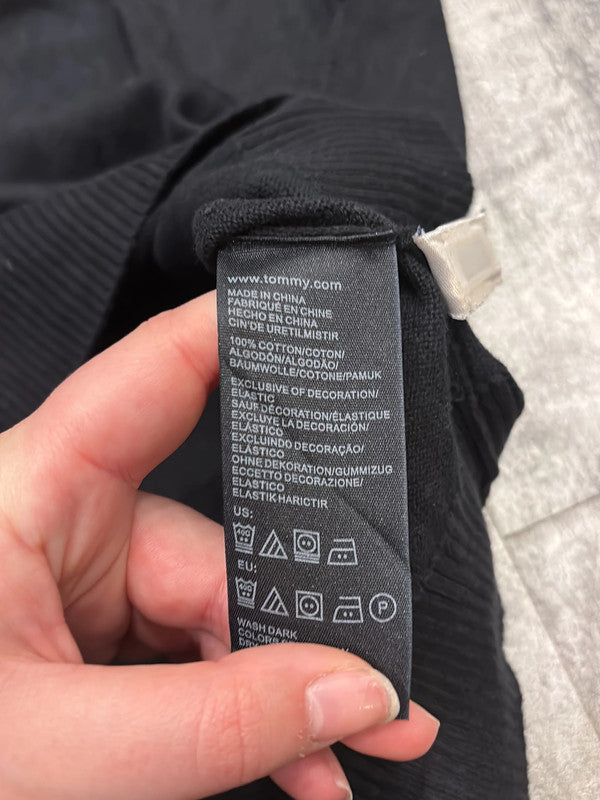 www.tommy.com
MADE IN CHINA
FABRIQUÉ EN CHINE
HECHO EN CHINA
CIN'DE URETILMISTIR
100% COTTON/COTON/
ALGODÓN/ALGODÃO/
BAUMWOLLE/COTONE/PAMUK
EXCLUSIVE OF DECORATION/
ELASTIC
SAUF DÉCORATION/ÉLASTIQUE
EXCLUYE LA DECORACIÓN/
ELÁSTICO
EXCLUINDO DECORAÇÃO/
ELÁSTICO
OHNE DEKORATION/GUMMIZUG
ECCETTO DECORAZIONE/
ELASTICO
ELASTIK HARICTIR
US:
40
EU:
40
P
WASH DARK
COLORS